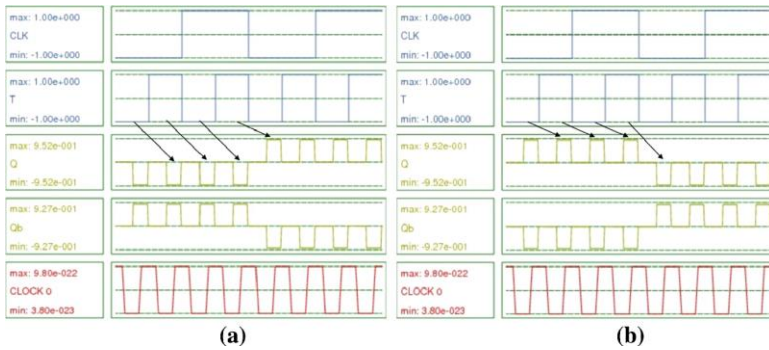 max: 1.00e+000
CLK
min: -1.00e+000
max: 1.00e+000
T
min: -1.00e+000
max: 9.52e-001
Q
min: -9.52e-001
max: 9.27e-001
Qb
min: -9.27e-001
max: 9.80e-022
CLOCK 0
min: 3.80e-023
(a)
max: 1.00e+000
CLK
min: -1.00e+000
max: 1.00e+000
T
min: -1.00e+000
max: 9.52e-001
Q
min: -9.52e-001
max: 9.27e-001
Qb
min: -9.27e-001
max: 9.80e-022
CLOCK 0
min: 3.80e-023
(b)